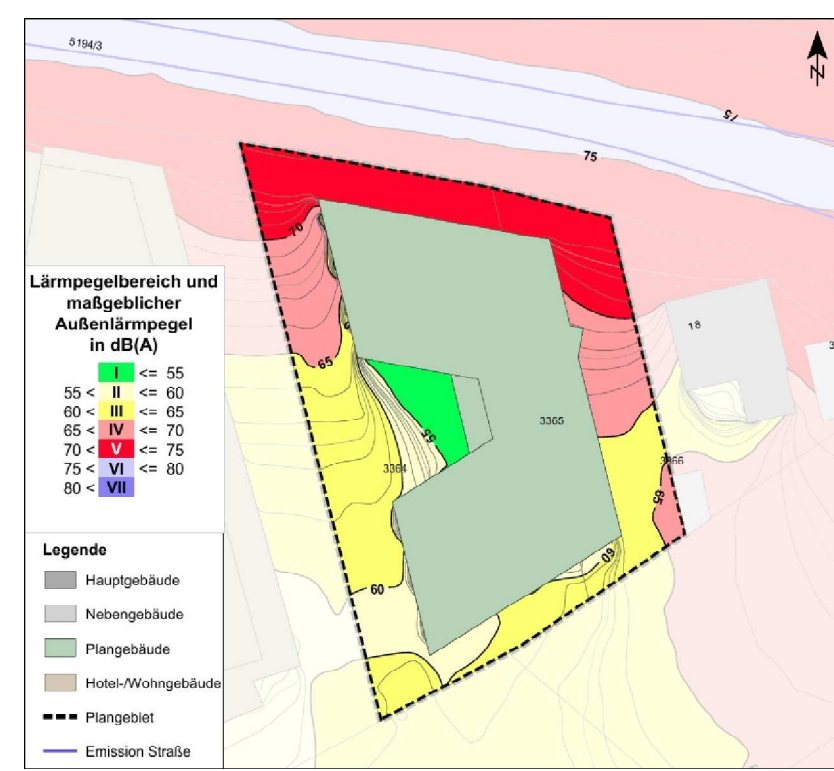 5194/3
N
75
75
70
Lärmpegelbereich und
maßgeblicher
Außenlärmpegel
in dB(A)
I <= 55
55 < II <= 60
60 < III <= 65
65 < IV <= 70
70 < V <= 75
75 < VI <= 80
80 < VII
18
3
65
3365
55
3364
3366
65
60
60
Legende
Hauptgebäude
Nebengebäude
Plangebäude
Hotel-/Wohngebäude
Plangebiet
Emission Straße